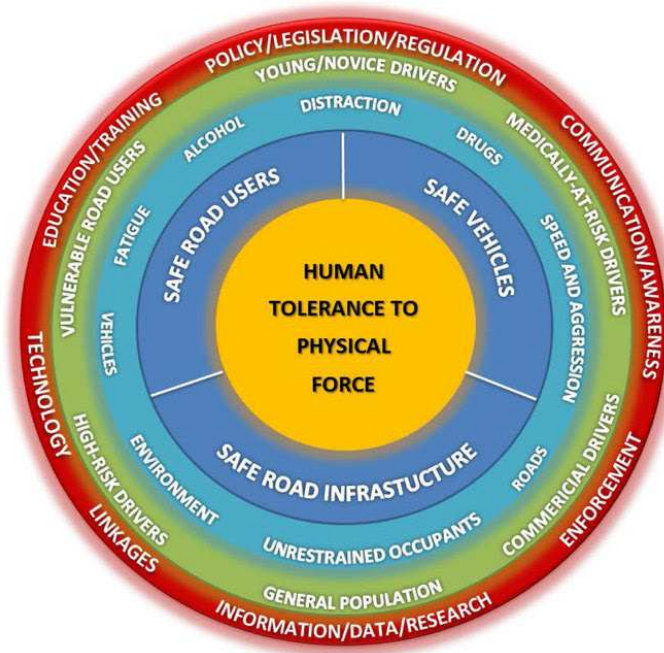 POLICY/LEGISLATION/REGULATION
COMMUNICATION/AWARENESS
ENFORCEMENT
INFORMATION/DATA/RESEARCH
LINKAGES
TECHNOLOGY
EDUCATION/TRAINING
YOUNG/NOVICE DRIVERS
MEDICALLY-AT-RISK DRIVERS
COMMERCIAL DRIVERS
GENERAL POPULATION
HIGH-RISK DRIVERS
VULNERABLE ROAD USERS
DISTRACTION
DRUGS
SPEED AND AGGRESSION
ROADS
UNRESTRAINED OCCUPANTS
ENVIRONMENT
VEHICLES
FATIGUE
ALCOHOL
SAFE ROAD USERS
SAFE VEHICLES
SAFE ROAD INFRASTUCTURE
HUMAN
TOLERANCE TO
PHYSICAL
FORCE